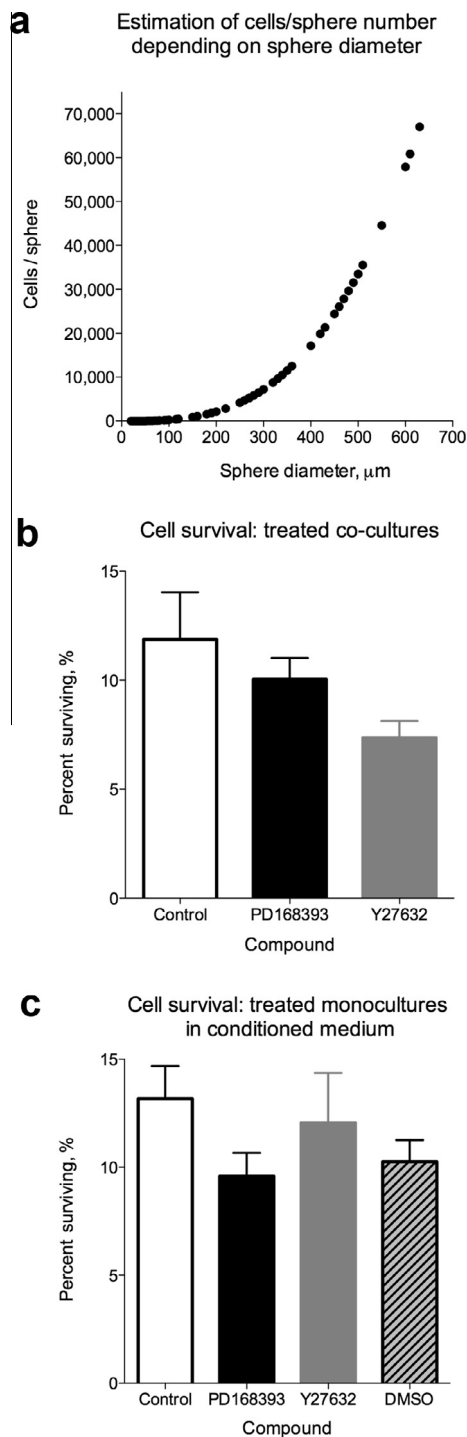 a
Estimation of cells/sphere number
depending on sphere diameter
70,000
60,000
50,000
40,000
30,000
20,000
10,000
0
Cells / sphere
0 100 200 300 400 500 600 700
Sphere diameter, μm
b
Cell survival: treated co-cultures
15
10
5
0
Percent surviving, %
Control PD168393 Y27632
Compound
c
Cell survival: treated monocultures
in conditioned medium
15
10
5
0
Percent surviving, %
Control PD168393 Y27632 DMSO
Compound